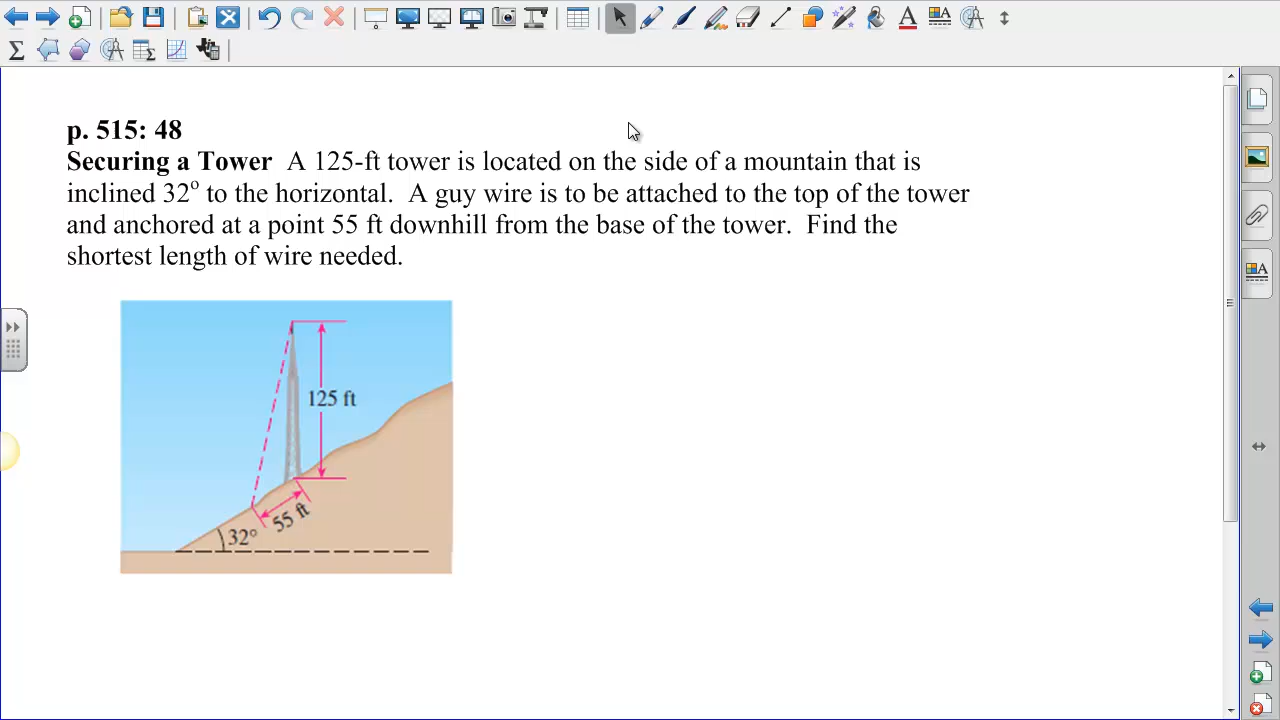 p. 515: 48
Securing a Tower A 125-ft tower is located on the side of a mountain that is
inclined 32° to the horizontal. A guy wire is to be attached to the top of the tower
and anchored at a point 55 ft downhill from the base of the tower. Find the
shortest length of wire needed.
125 ft
55 ft
32°